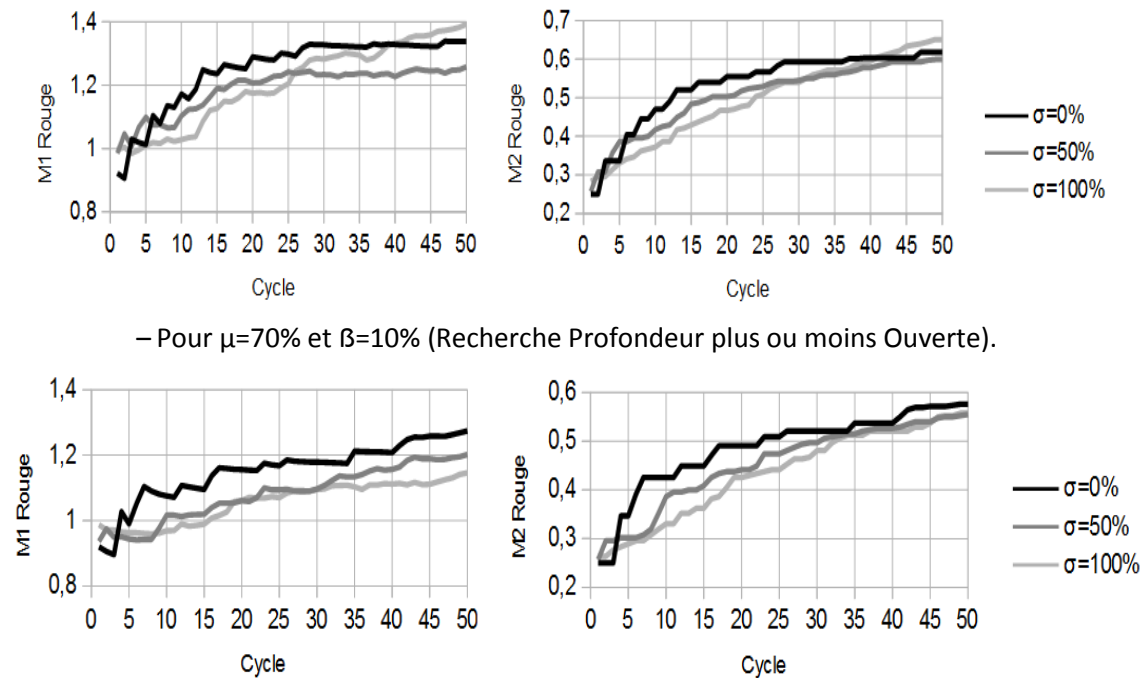 M1 Rouge
1,4
1,2
1
0,8
0 5 10 15 20 25 30 35 40 45 50
Cycle
M2 Rouge
0,7
0,6
0,5
0,4
0,3
0,2
0 5 10 15 20 25 30 35 40 45 50
Cycle
σ=0%
σ=50%
σ=100%
– Pour μ=70% et ß=10% (Recherche Profondeur plus ou moins Ouverte).
M1 Rouge
1,4
1,2
1
0,8
0 5 10 15 20 25 30 35 40 45 50
Cycle
M2 Rouge
0,6
0,5
0,4
0,3
0,2
0 5 10 15 20 25 30 35 40 45 50
Cycle
σ=0%
σ=50%
σ=100%